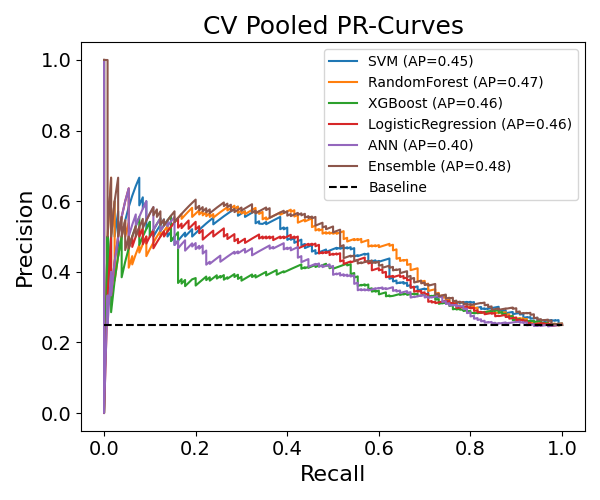 CV Pooled PR-Curves
SVM (AP=0.45)
RandomForest (AP=0.47)
XGBoost (AP=0.46)
LogisticRegression (AP=0.46)
ANN (AP=0.40)
Ensemble (AP=0.48)
Baseline
Precision
1.0
0.8
0.6
0.4
0.2
0.0
0.0 0.2 0.4 0.6 0.8 1.0
Recall